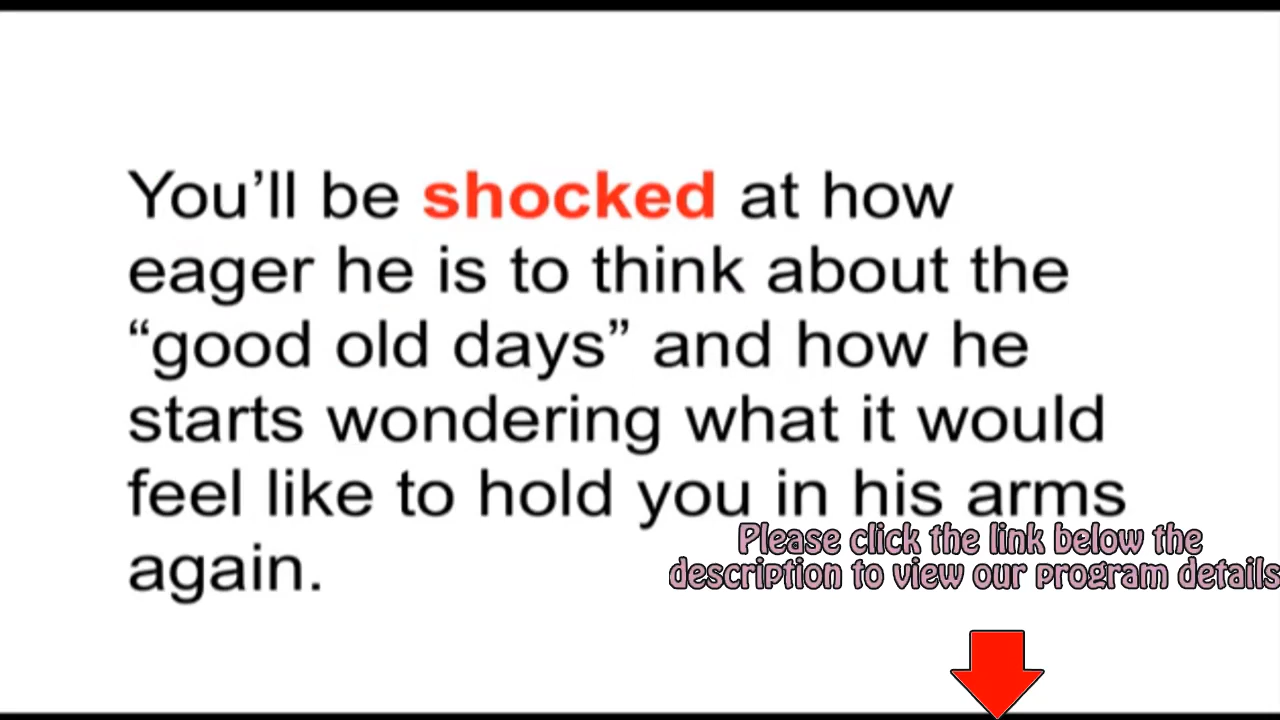 You’ll be shocked at how
eager he is to think about the
“good old days” and how he
starts wondering what it would
feel like to hold you in his arms
again.
Please click the link below the
description to view our program details